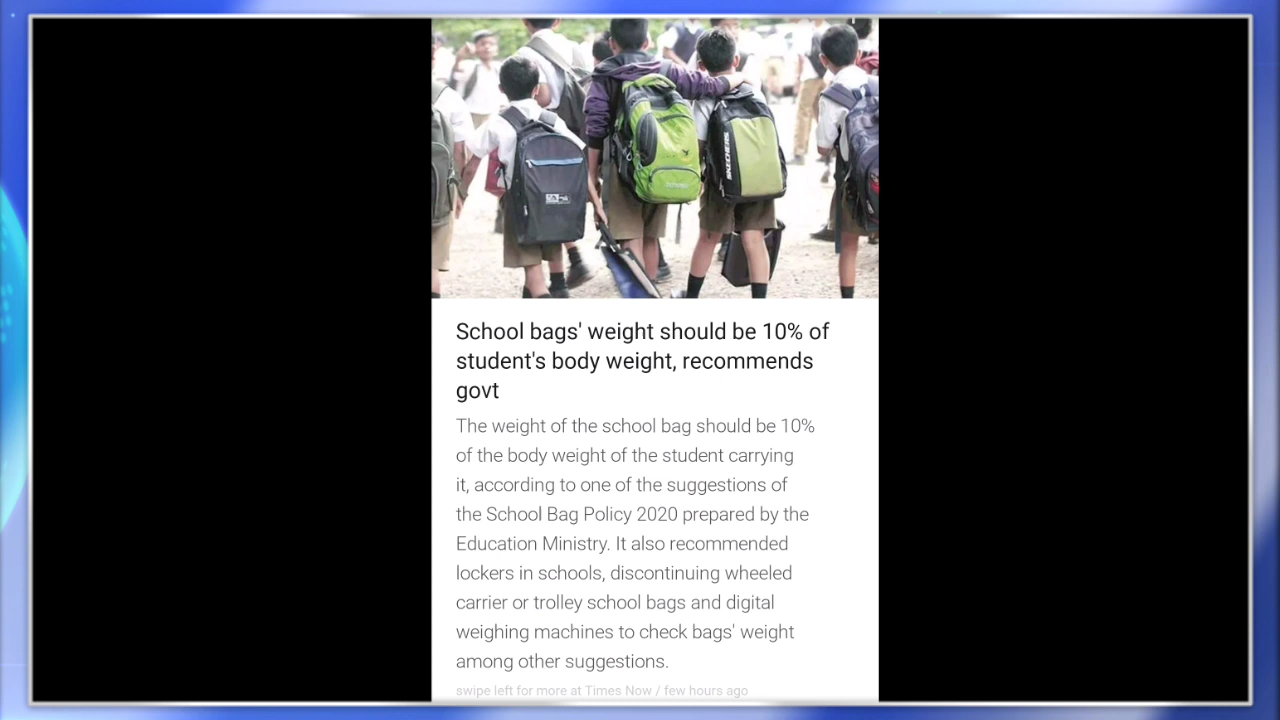 SKECHERS
School bags' weight should be 10% of
student's body weight, recommends
govt
The weight of the school bag should be 10%
of the body weight of the student carrying
it, according to one of the suggestions of
the School Bag Policy 2020 prepared by the
Education Ministry. It also recommended
lockers in schools, discontinuing wheeled
carrier or trolley school bags and digital
weighing machines to check bags' weight
among other suggestions.
swipe left for more at Times Now / few hours ago